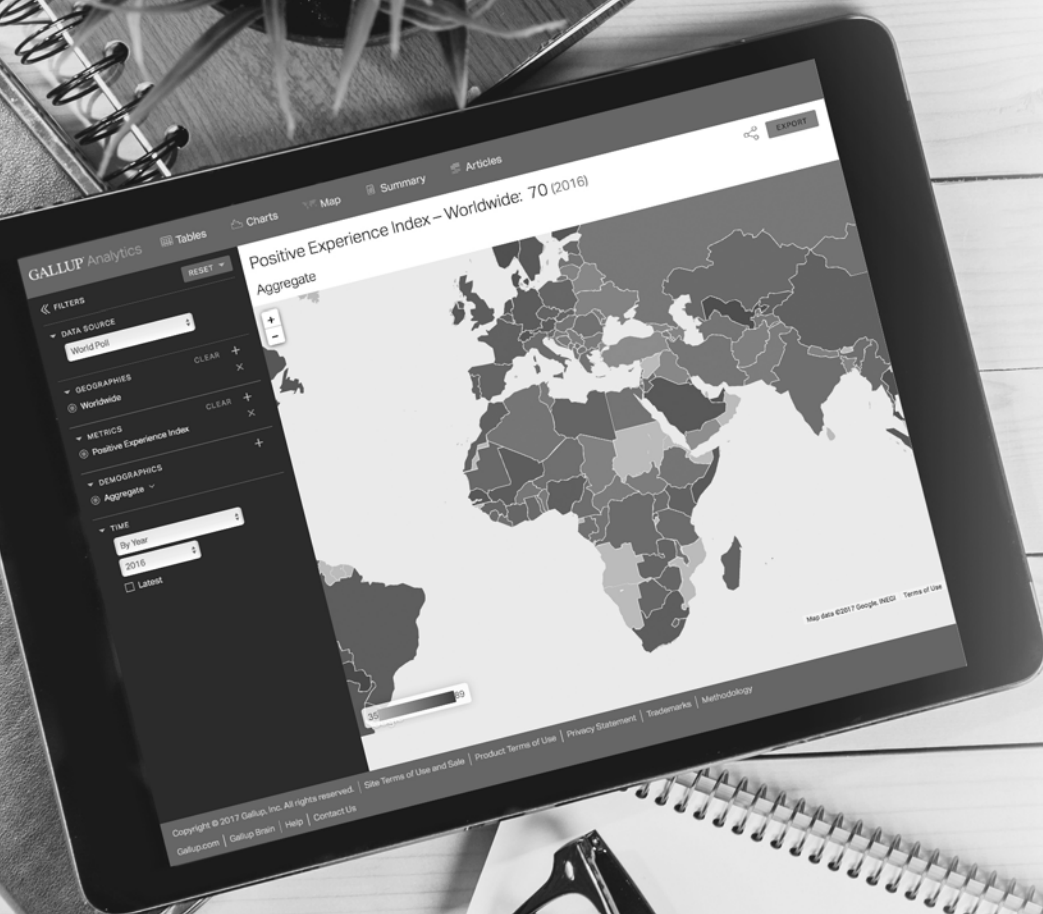 GALLUP Analytics
Tables
Charts
Map
Summary
Articles
EXPORT
FILTERS
RESET
Positive Experience Index – Worldwide: 70 (2016)
Aggregate
+
−
DATA SOURCE
World Poll
GEOGRAPHIES
CLEAR +
Worldwide ×
METRICS
CLEAR +
Positive Experience Index ×
DEMOGRAPHICS +
Aggregate
TIME
By Year
2016
Latest
35 89
Map data ©2017 Google, INEGI Terms of Use
Copyright © 2017 Gallup, Inc. All rights reserved. | Site Terms of Use and Sale | Product Terms of Use | Privacy Statement | Trademarks | Methodology
Gallup.com | Gallup Brain | Help | Contact Us